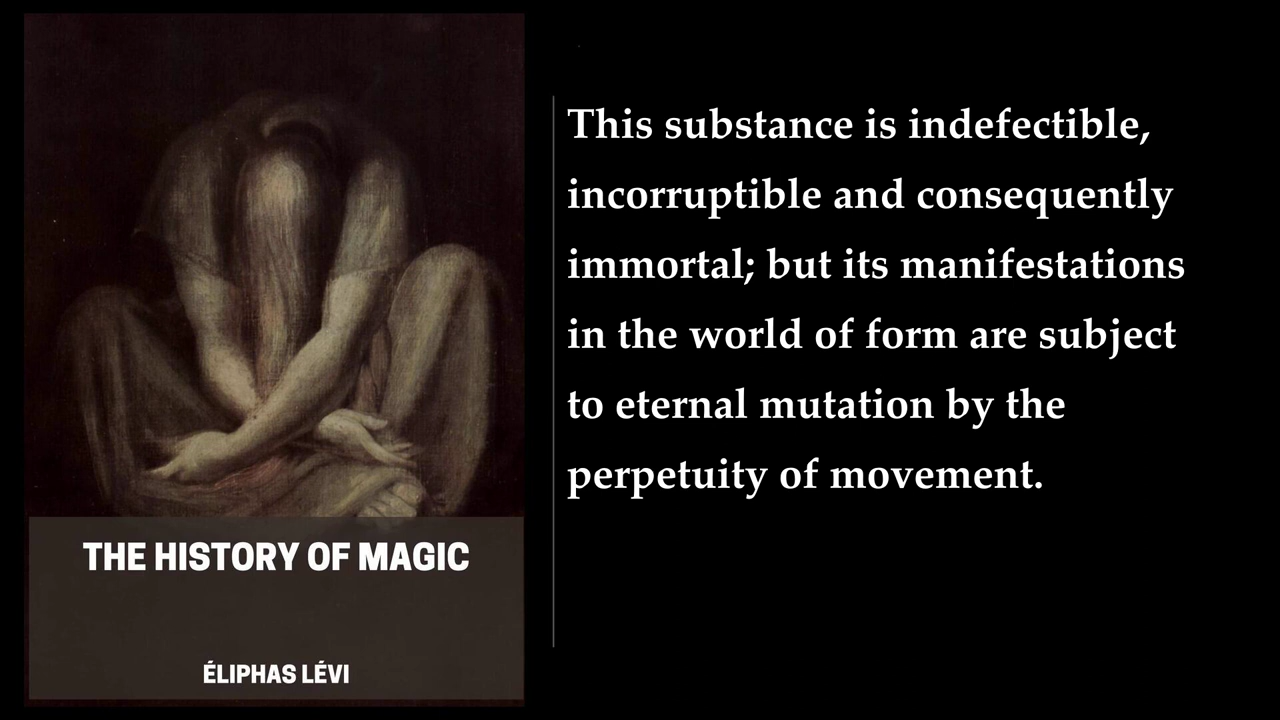 This substance is indefectible,
incorruptible and consequently
immortal; but its manifestations
in the world of form are subject
to eternal mutation by the
perpetuity of movement.
THE HISTORY OF MAGIC
ÉLIPHAS LÉVI